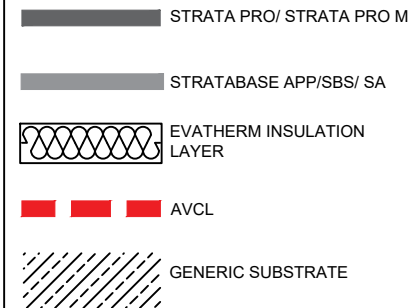 STRATA PRO/ STRATA PRO M
STRATABASE APP/SBS/ SA
EVATHERM INSULATION
LAYER
AVCL
GENERIC SUBSTRATE